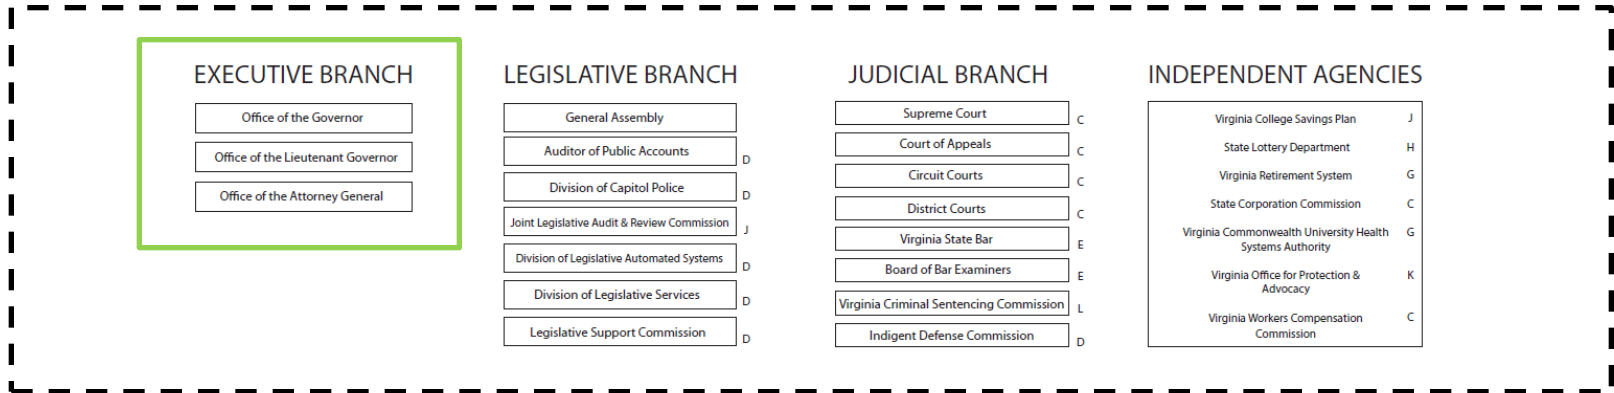 EXECUTIVE BRANCH
Office of the Governor
Office of the Lieutenant Governor
Office of the Attorney General
LEGISLATIVE BRANCH
General Assembly
Auditor of Public Accounts D
Division of Capitol Police D
Joint Legislative Audit & Review Commission J
Division of Legislative Automated Systems D
Division of Legislative Services D
Legislative Support Commission D
JUDICIAL BRANCH
Supreme Court C
Court of Appeals C
Circuit Courts C
District Courts C
Virginia State Bar E
Board of Bar Examiners E
Virginia Criminal Sentencing Commission L
Indigent Defense Commission D
INDEPENDENT AGENCIES
Virginia College Savings Plan J
State Lottery Department H
Virginia Retirement System G
State Corporation Commission C
Virginia Commonwealth University Health G
Systems Authority
Virginia Office for Protection & K
Advocacy
Virginia Workers Compensation C
Commission